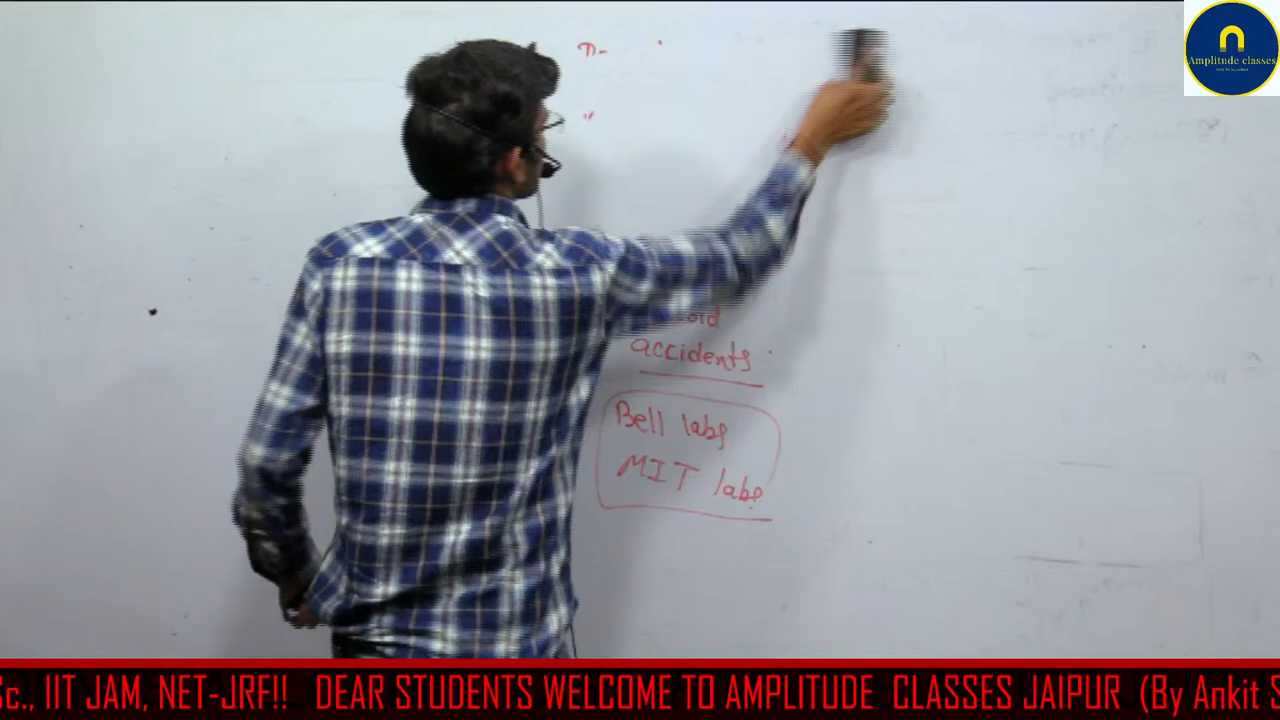 Amplitude classes
accidents
Bell labs
MIT labs
Sc., IIT JAM, NET-JRF!! DEAR STUDENTS WELCOME TO AMPLITUDE CLASSES JAIPUR (By Ankit S